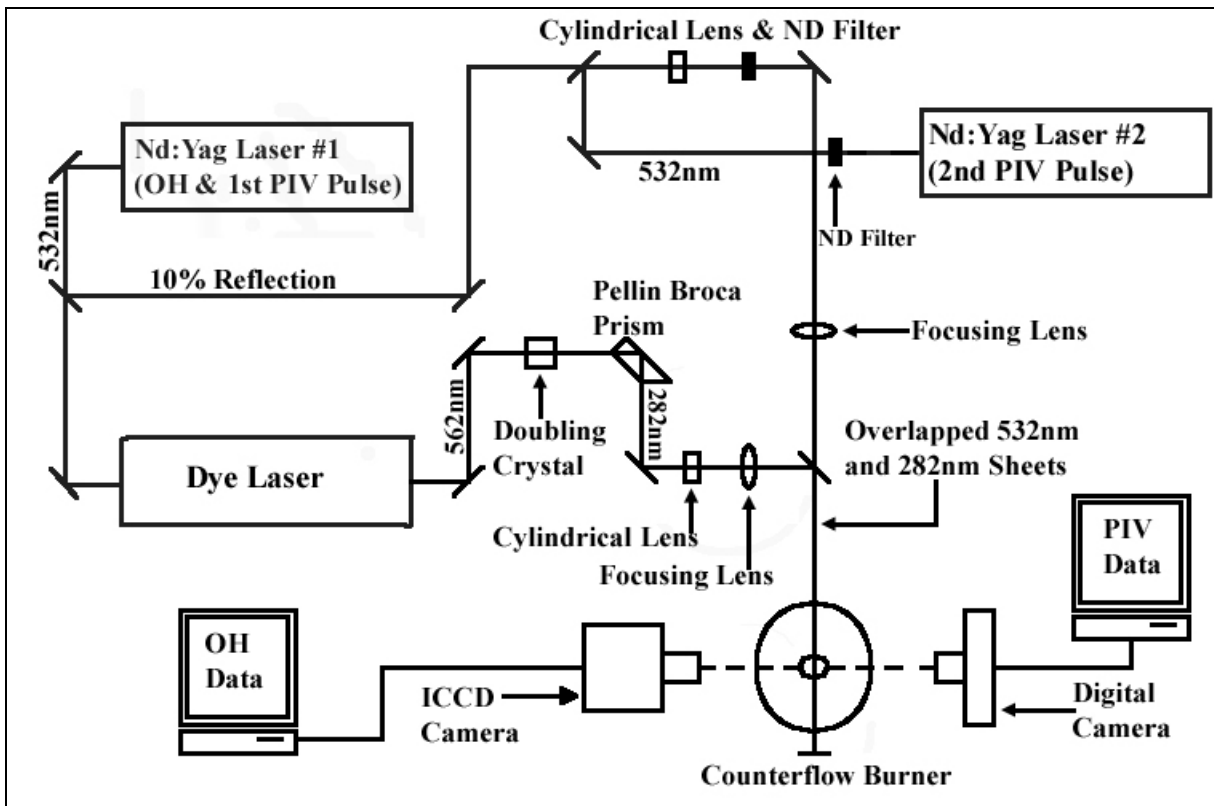 Cylindrical Lens & ND Filter
Nd:Yag Laser #1
(OH & 1st PIV Pulse)
Nd:Yag Laser #2
(2nd PIV Pulse)
532nm
ND Filter
532nm
10% Reflection
Pellin Broca
Prism
Focusing Lens
562nm
282nm
Doubling
Crystal
Overlapped 532nm
and 282nm Sheets
Dye Laser
Cylindrical Lens
Focusing Lens
PIV
Data
OH
Data
ICCD
Camera
Digital
Camera
Counterflow Burner